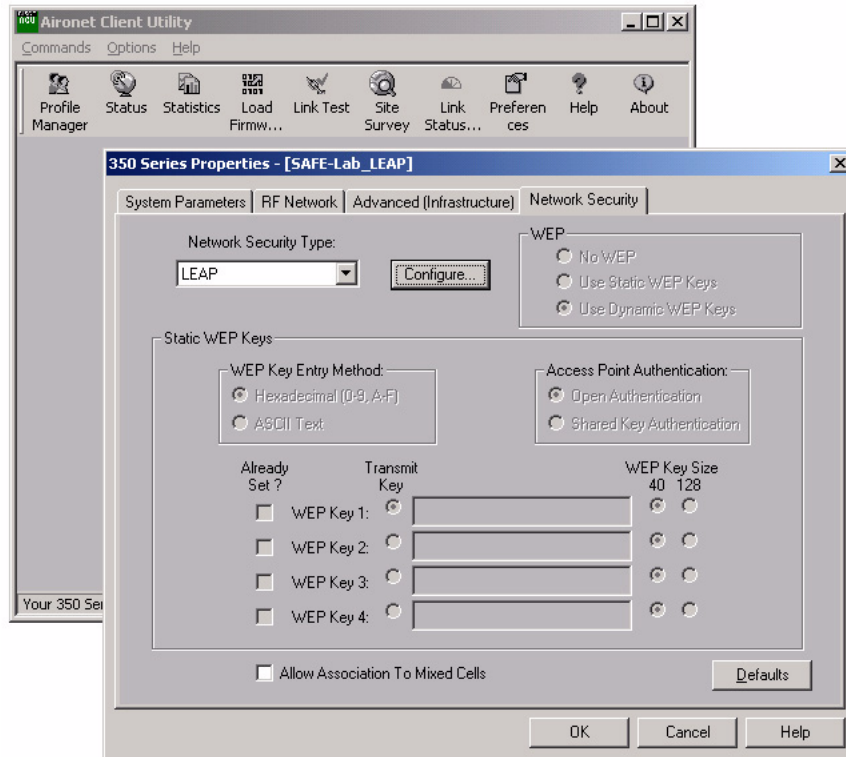 Aironet Client Utility
Commands Options Help
Profile Manager
Status
Statistics
Load Firmw...
Link Test
Site Survey
Link Status...
Preferen ces
Help
About
350 Series Properties - [SAFE-Lab_LEAP]
System Parameters RF Network Advanced (Infrastructure) Network Security
Network Security Type:
LEAP
Configure...
WEP
No WEP
Use Static WEP Keys
Use Dynamic WEP Keys
Static WEP Keys
WEP Key Entry Method:
Hexadecimal (0-9, A-F)
ASCII Text
Access Point Authentication:
Open Authentication
Shared Key Authentication
Already Set ?
Transmit Key
WEP Key Size
40 128
WEP Key 1:
WEP Key 2:
WEP Key 3:
WEP Key 4:
Your 350 Se
Allow Association To Mixed Cells
Defaults
OK Cancel Help